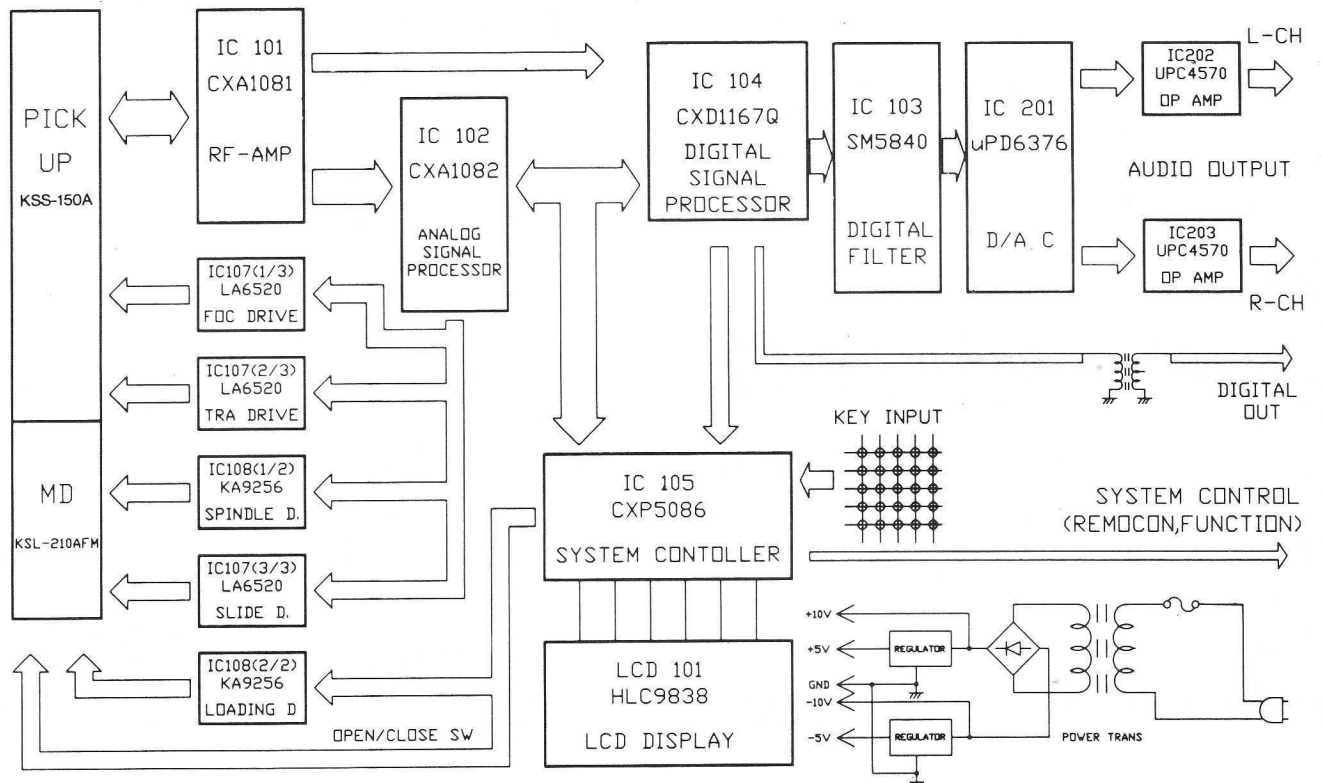 PICK
UP
KSS-150A
MD
KSL-210AFM
IC 101
CXA1081
RF-AMP
IC 102
CXA1082
ANALOG
SIGNAL
PROCESSOR
IC107(1/3)
LA6520
FOC DRIVE
IC107(2/3)
LA6520
TRA DRIVE
IC108(1/2)
KA9256
SPINDLE D.
IC107(3/3)
LA6520
SLIDE D.
IC108(2/2)
KA9256
LOADING D
OPEN/CLOSE SW
IC 104
CXD1167Q
DIGITAL
SIGNAL
PROCESSOR
IC 103
SM5840
DIGITAL
FILTER
IC 201
uPD6376
D/A. C
IC202
UPC4570
OP AMP
L-CH
AUDIO OUTPUT
IC203
UPC4570
OP AMP
R-CH
DIGITAL
OUT
KEY INPUT
IC 105
CXP5086
SYSTEM CONTOLLER
SYSTEM CONTROL
(REMOCON,FUNCTION)
LCD 101
HLC9838
LCD DISPLAY
+10V
+5V
REGULATOR
GND
-10V
-5V
REGULATOR
POWER TRANS